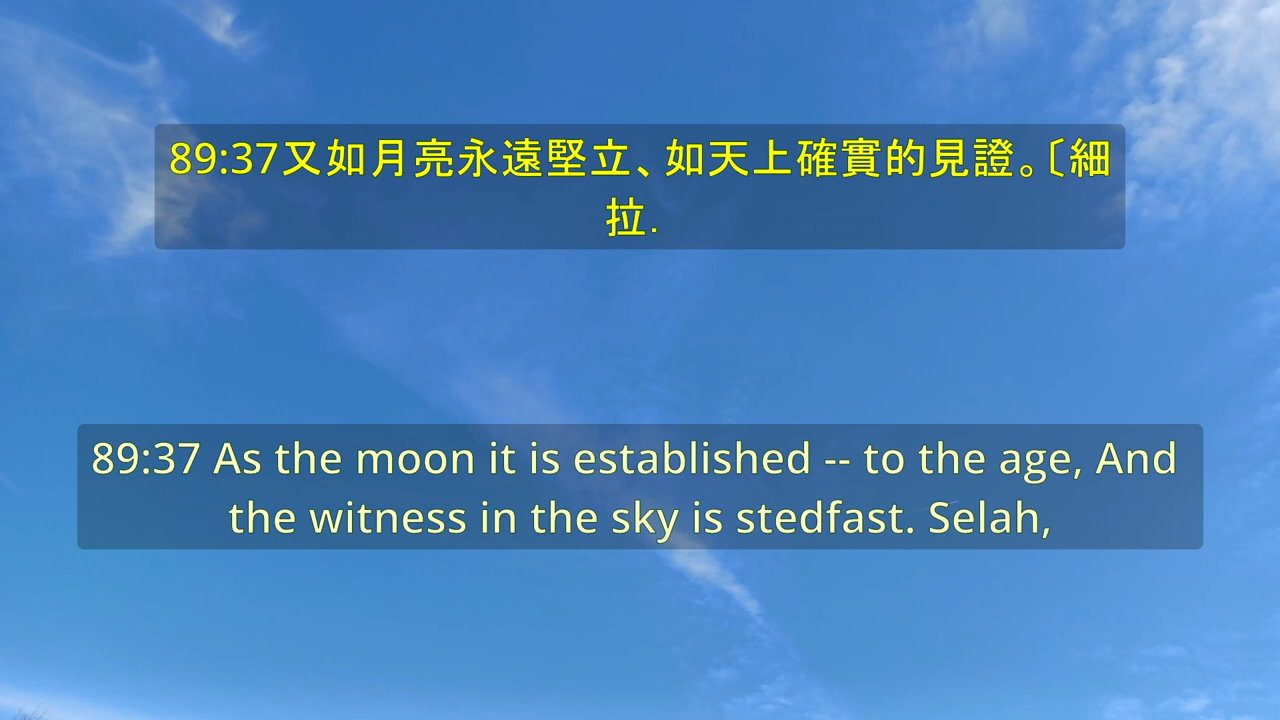 89:37又如月亮永遠堅立、如天上確實的見證。〔細
拉.
89:37 As the moon it is established -- to the age, And
the witness in the sky is stedfast. Selah,